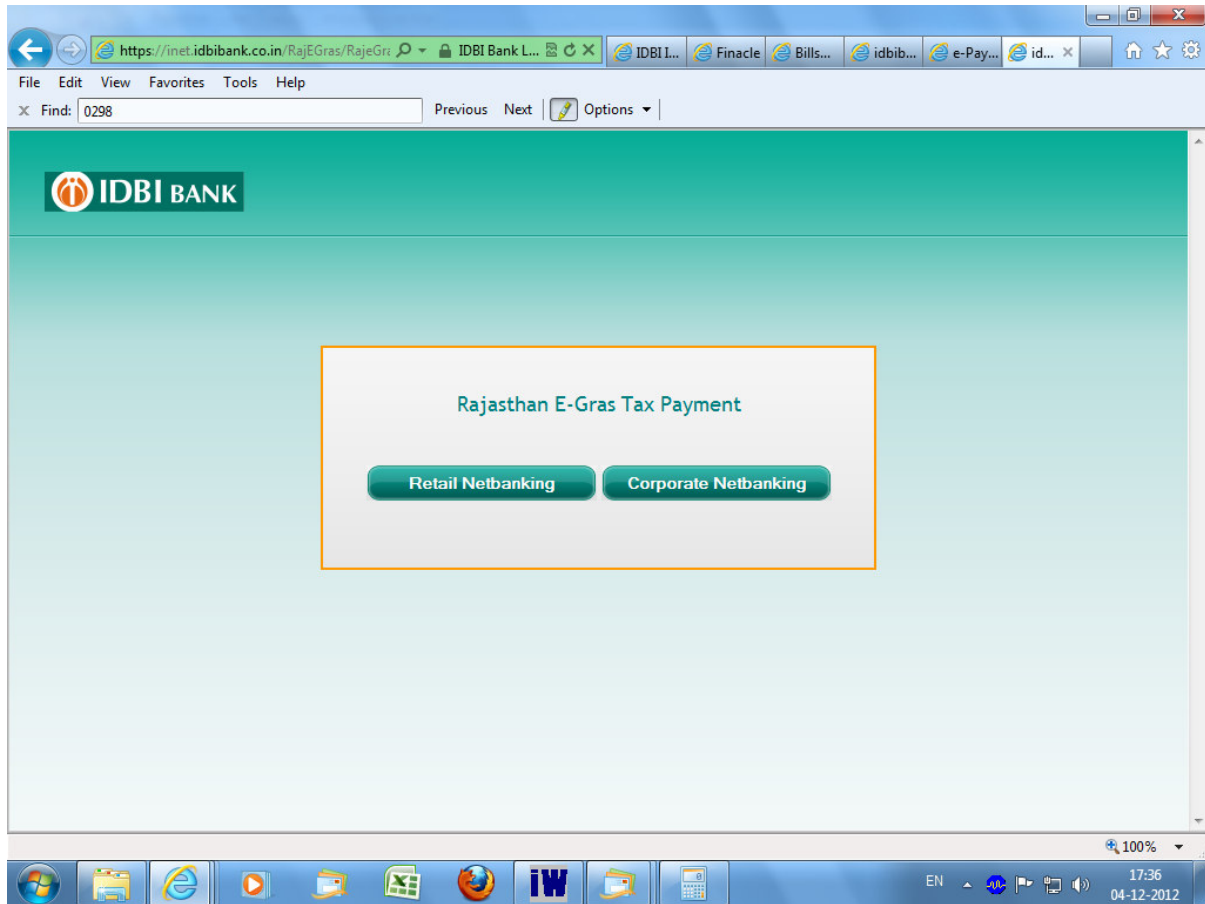 https://inet.idbibank.co.in/RajEGras/RajeGra IDBI Bank L... IDBI I... Finacle Bills... idbib... e-Pay... id...
File Edit View Favorites Tools Help
Find: 0298 Previous Next Options
IDBI BANK
Rajasthan E-Gras Tax Payment
Retail Netbanking Corporate Netbanking
100%
iW EN 17:36
04-12-2012